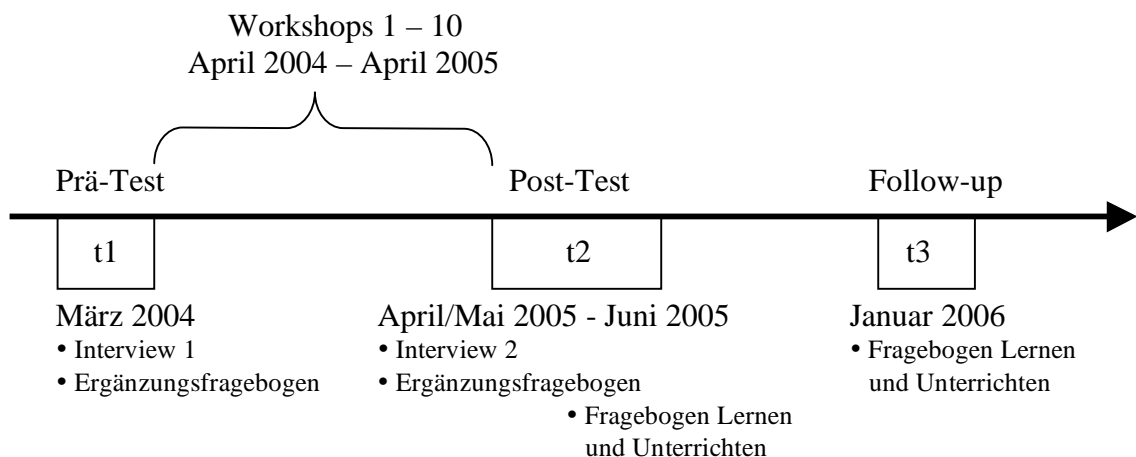 Workshops 1 – 10
April 2004 – April 2005
Prä-Test
Post-Test
Follow-up
t1
t2
t3
März 2004
• Interview 1
• Ergänzungsfragebogen
April/Mai 2005 - Juni 2005
• Interview 2
• Ergänzungsfragebogen
• Fragebogen Lernen
und Unterrichten
Januar 2006
• Fragebogen Lernen
und Unterrichten